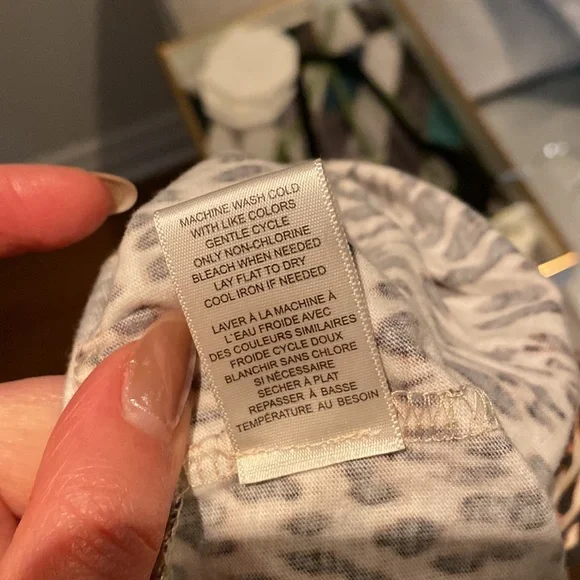 MACHINE WASH COLD
WITH LIKE COLORS
GENTLE CYCLE
ONLY NON-CHLORINE
BLEACH WHEN NEEDED
LAY FLAT TO DRY
COOL IRON IF NEEDED
LAVER À LA MACHINE À
L'EAU FROIDE AVEC
DES COULEURS SIMILAIRES
FROIDE CYCLE DOUX
BLANCHIR SANS CHLORE
SI NÉCESSAIRE
SECHER À PLAT
REPASSER À BASSE
TEMPÉRATURE AU BESOIN